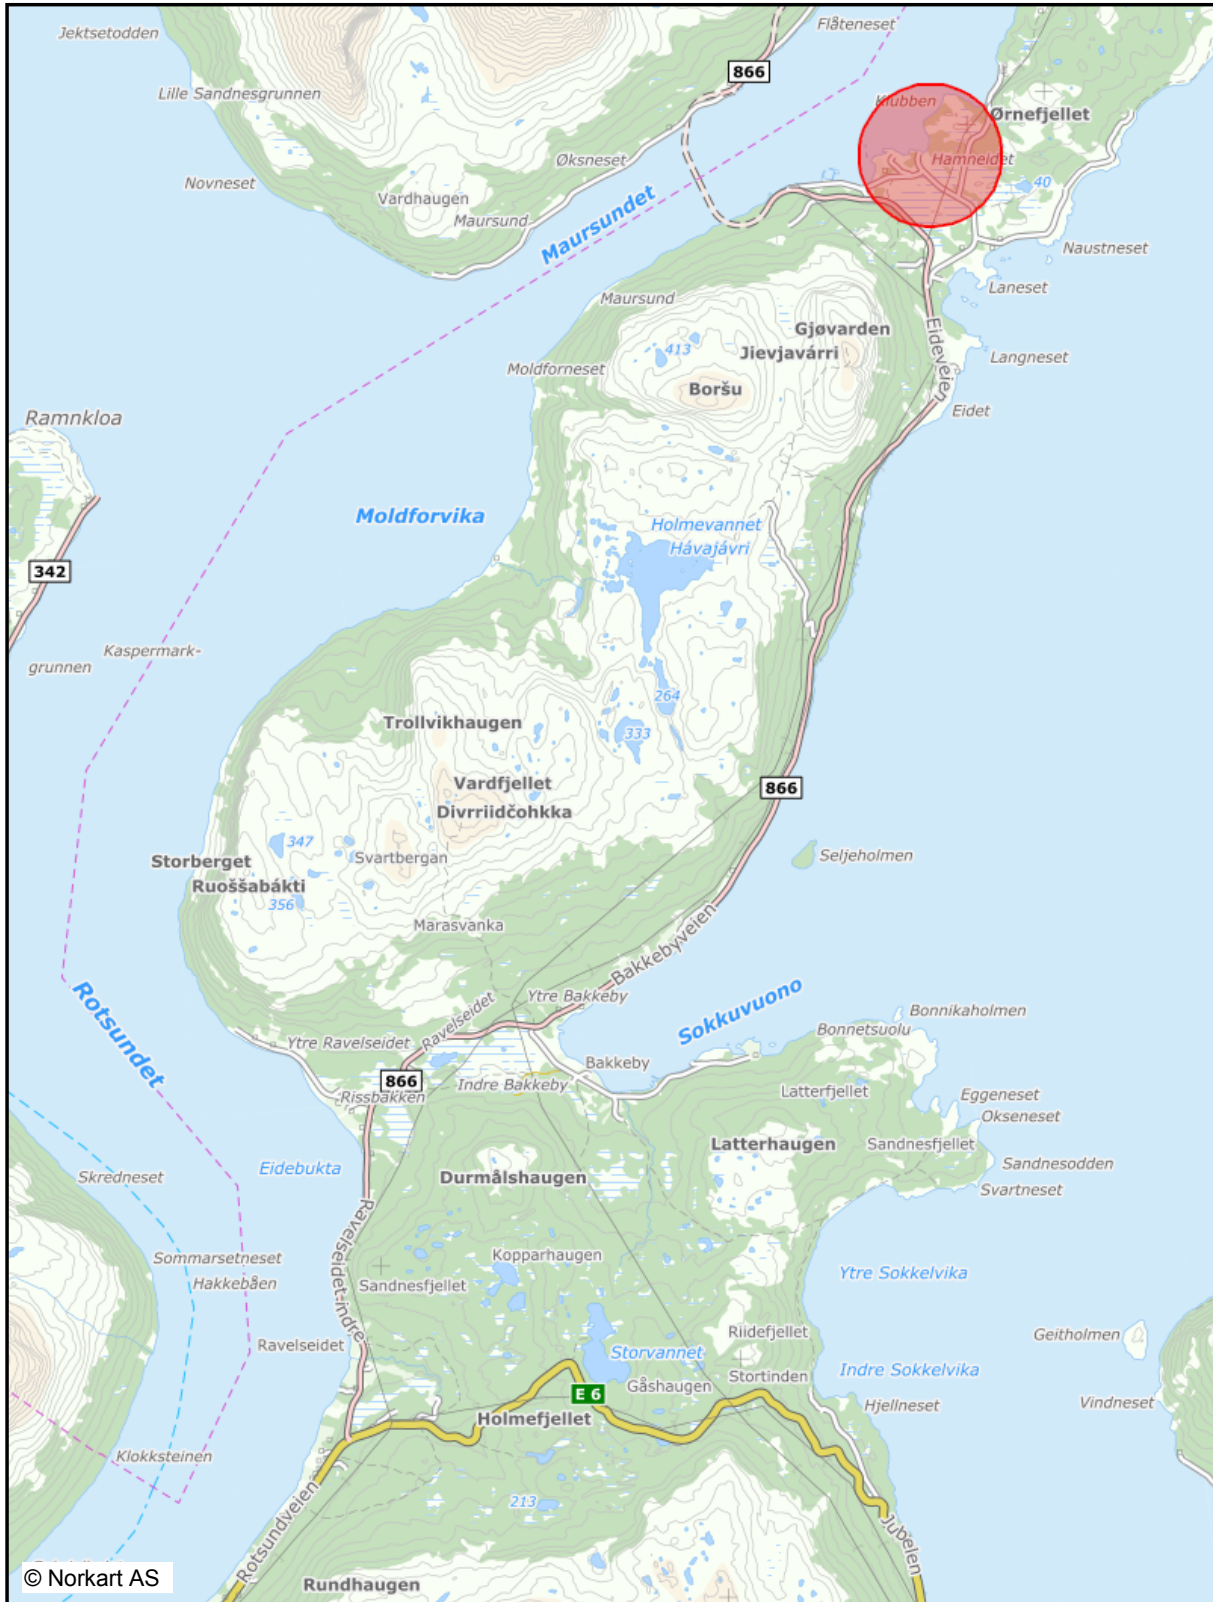 Flåteneset
Jektsetodden
866
Lille Sandnesgrunnen
Klubben
Ørnefjellet
Øksneset
Hamneidet
Novneset
40
Vardhaugen
Maursund
Maursundet
Naustneset
Laneset
Maursund
Gjøvarden
Eideveien
413
Jievjavárri
Langneset
Moldforneset
Boršu
Ramnkloa
Eidet
Moldforvika
Holmevannet
Hávajávri
342
Kaspermark-
grunnen
264
Trollvikhaugen
333
Vardfjellet
866
Divrriidčohkka
347
Svartbergan
Seljeholmen
Storberget
Ruoššabákti
356
Marasvanka
Bakkebyveien
Rotsundet
Ytre Bakkeby
Sokkuvuono
Ravelseidet
Bonnikaholmen
Bonnetsuolu
Ytre Ravelseidet
Bakkeby
866
Indre Bakkeby
Rissbakken
Latterfjellet
Eggeneset
Okseneset
Latterhaugen
Sandnesfjellet
Eidebukta
Sandnesodden
Skredneset
Durmålshaugen
Svartneset
Ravelseidet-indre
Sommarsetneset
Kopparhaugen
Hakkebåen
Sandnesfjellet
Ytre Sokkelvika
Riidefjellet
Geitholmen
Ravelseidet
Storvannet
Stortinden
Indre Sokkelvika
Gåshaugen
E 6
Hjellneset
Vindneset
Holmefjellet
Klokksteinen
213
Rotsundveien
Jubelen
Rundhaugen
© Norkart AS